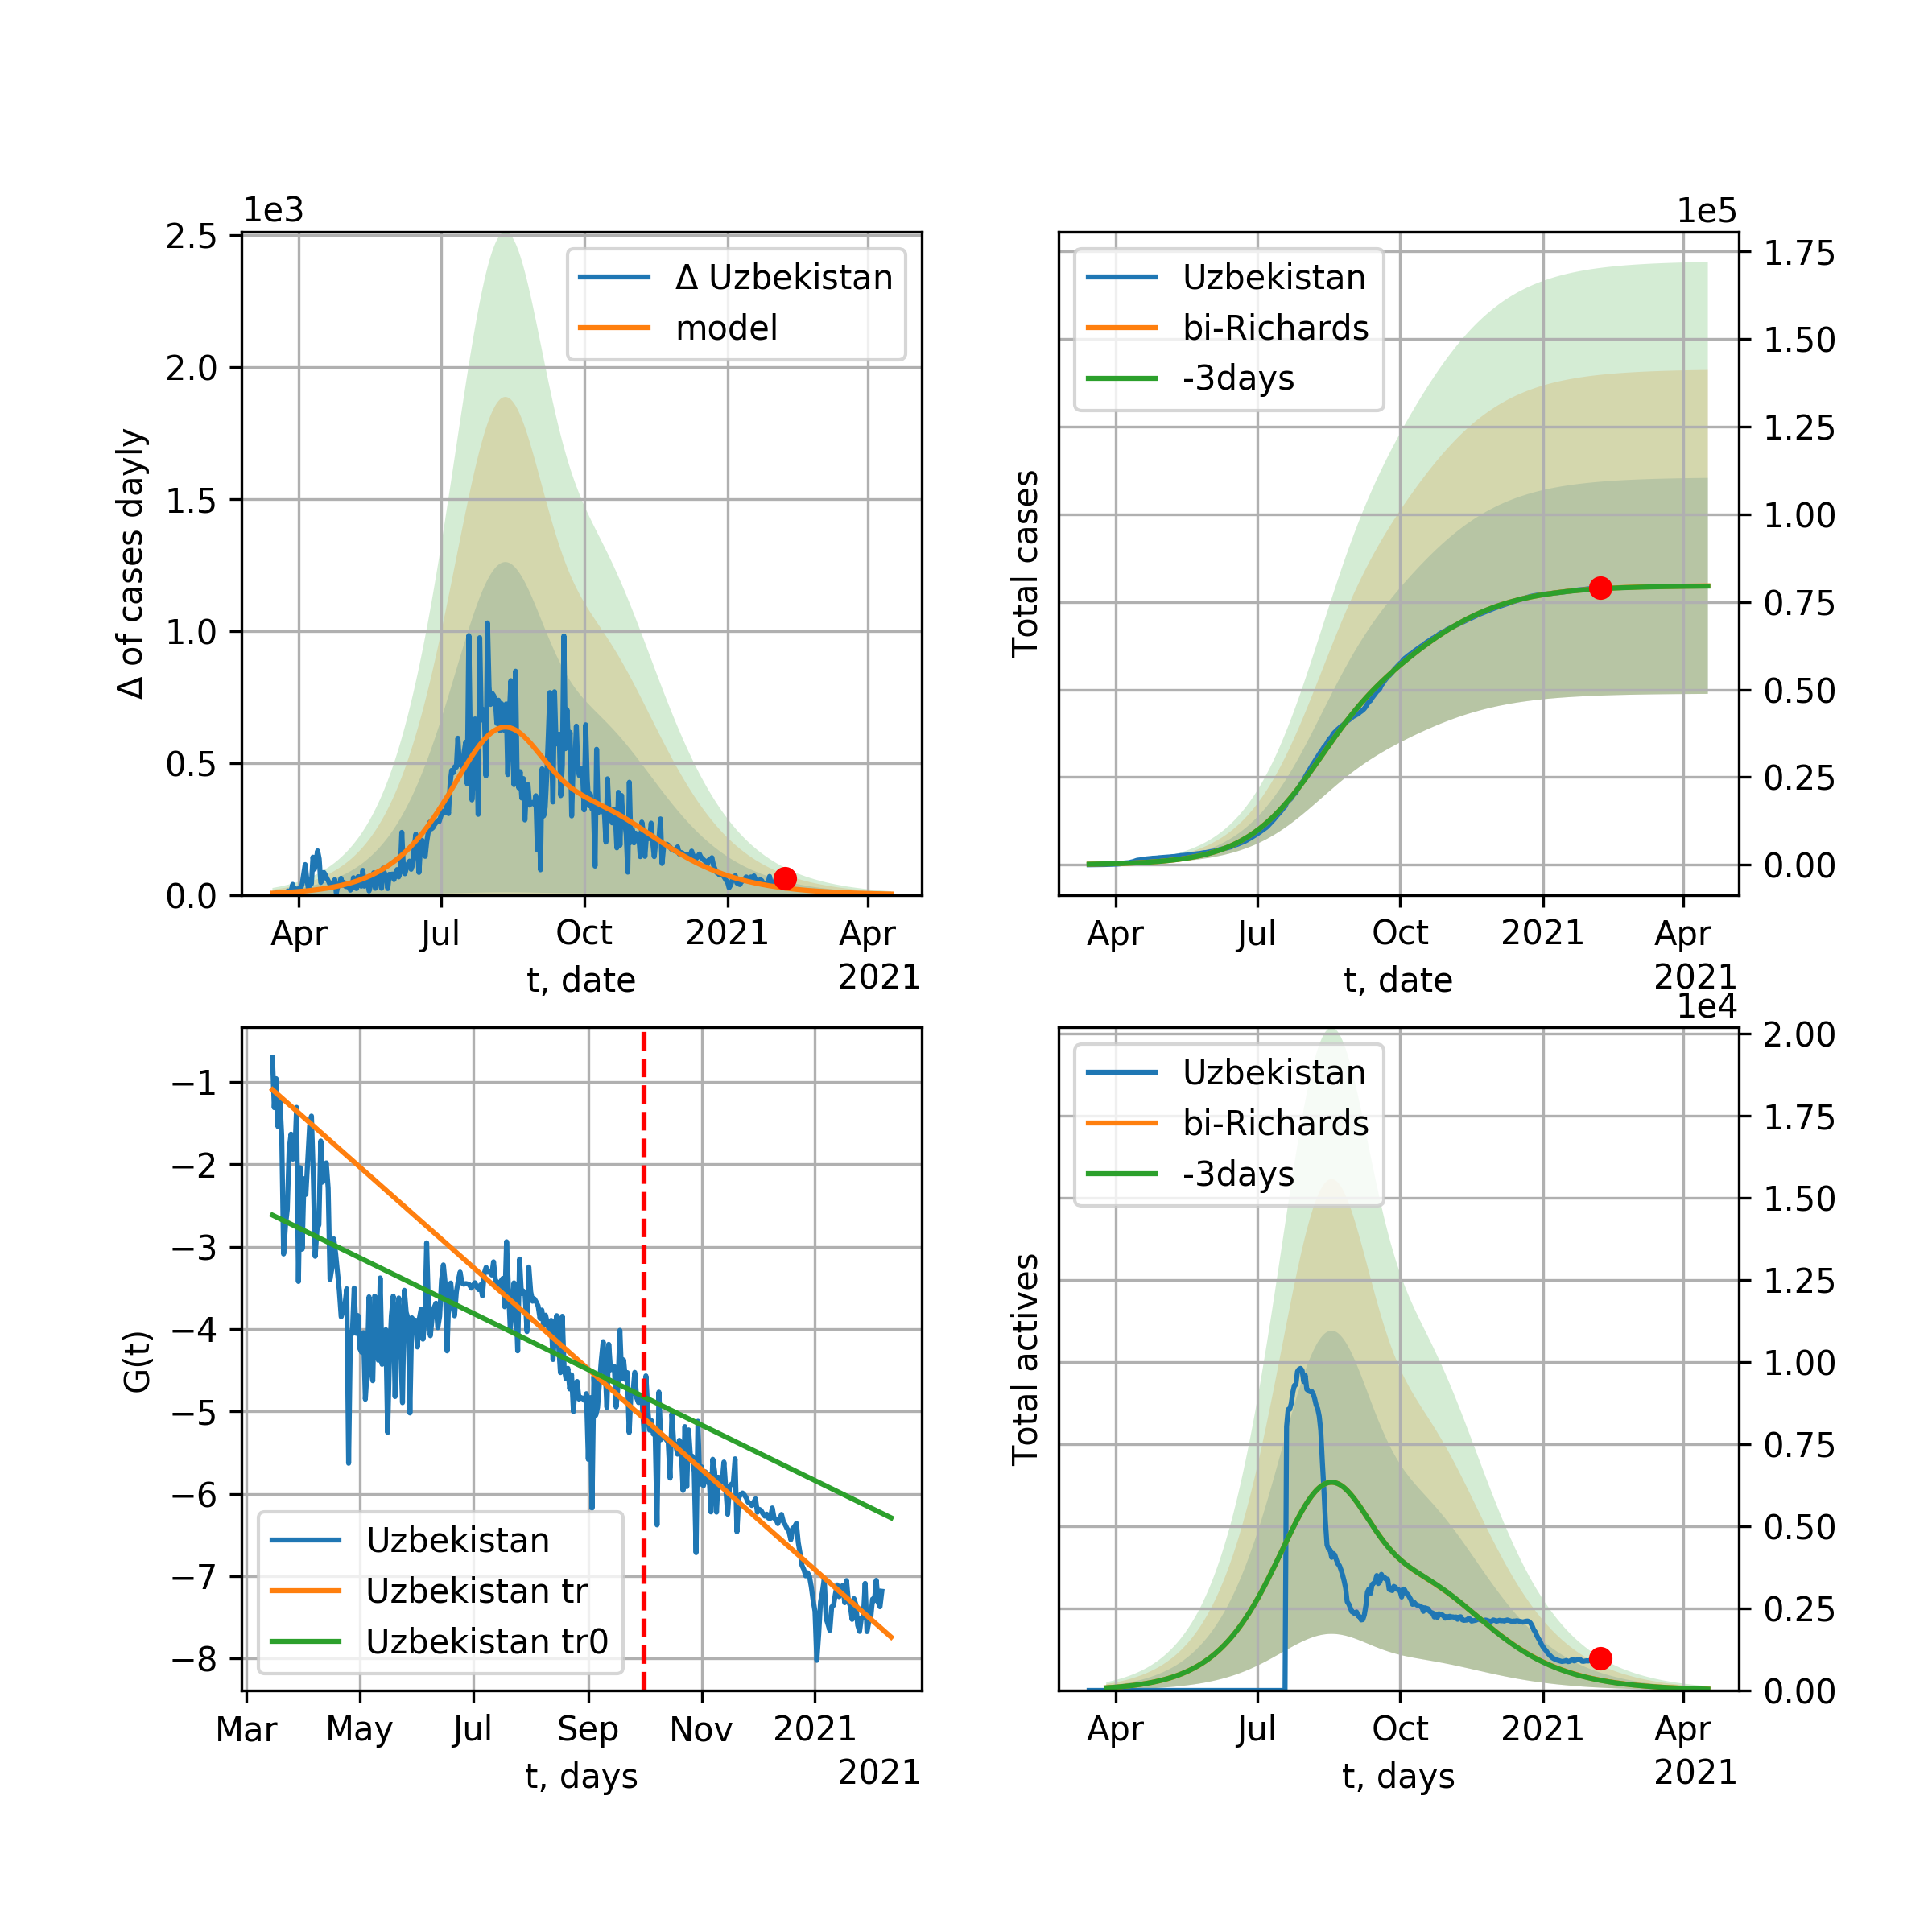 1e3
2.5
2.0
1.5
1.0
0.5
0.0
Δ of cases dayly
Δ Uzbekistan
model
Apr
Jul
Oct
2021
Apr
t, date
2021
1e5
1.75
1.50
1.25
1.00
0.75
0.50
0.25
0.00
Total cases
Uzbekistan
bi-Richards
-3days
Apr
Jul
Oct
2021
Apr
t, date
2021
−1
−2
−3
−4
−5
−6
−7
−8
G(t)
Uzbekistan
Uzbekistan tr
Uzbekistan tr0
Mar
May
Jul
Sep
Nov
2021
t, days
2021
1e4
2.00
1.75
1.50
1.25
1.00
0.75
0.50
0.25
0.00
Total actives
Uzbekistan
bi-Richards
-3days
Apr
Jul
Oct
2021
Apr
t, days
2021